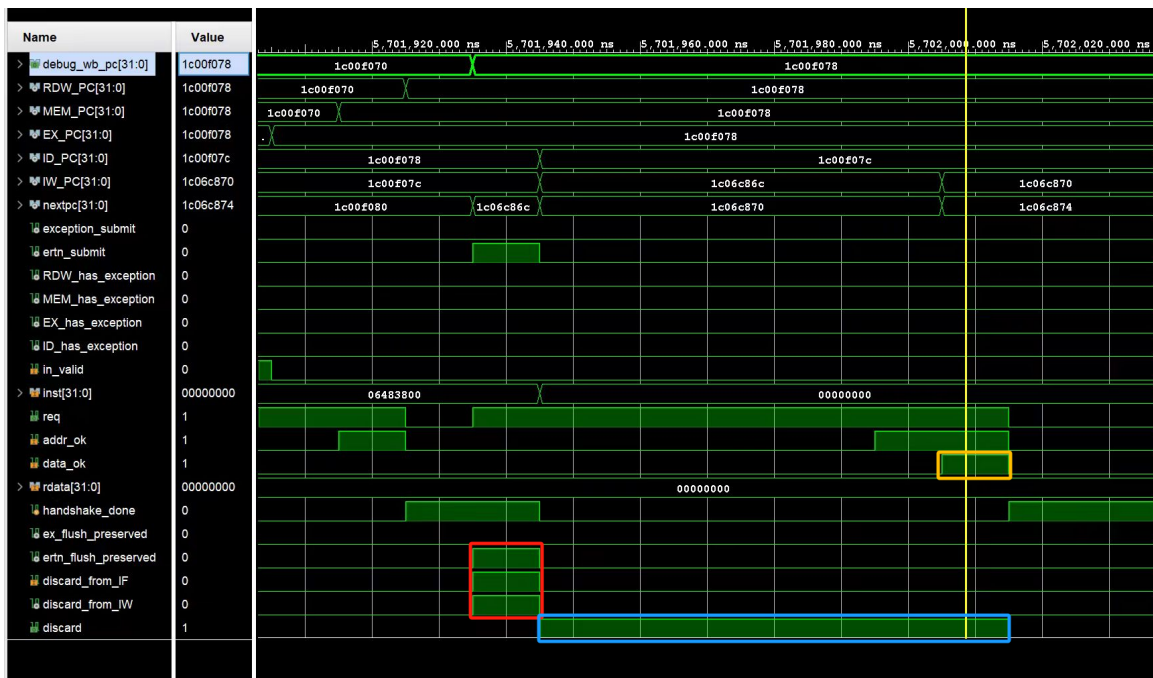 Name Value
5,701,920.000 ns 5,701,940.000 ns 5,701,960.000 ns 5,701,980.000 ns 5,702,000.000 ns 5,702,020.000 ns
debug_wb_pc[31:0] 1c00f078 1c00f070 1c00f078
RDW_PC[31:0] 1c00f078 1c00f070 1c00f078
MEM_PC[31:0] 1c00f078 1c00f070 1c00f078
EX_PC[31:0] 1c00f078 . 1c00f078
ID_PC[31:0] 1c00f07c 1c00f078 1c00f07c
IW_PC[31:0] 1c06c870 1c00f07c 1c06c86c 1c06c870
nextpc[31:0] 1c06c874 1c00f080 1c06c86c 1c06c870 1c06c874
exception_submit 0
ertn_submit 0
RDW_has_exception 0
MEM_has_exception 0
EX_has_exception 0
ID_has_exception 0
in_valid 0
inst[31:0] 00000000 06483800 00000000
req 1
addr_ok 1
data_ok 1
rdata[31:0] 00000000 00000000
handshake_done 0
ex_flush_preserved 0
ertn_flush_preserved 0
discard_from_IF 0
discard_from_IW 0
discard 1